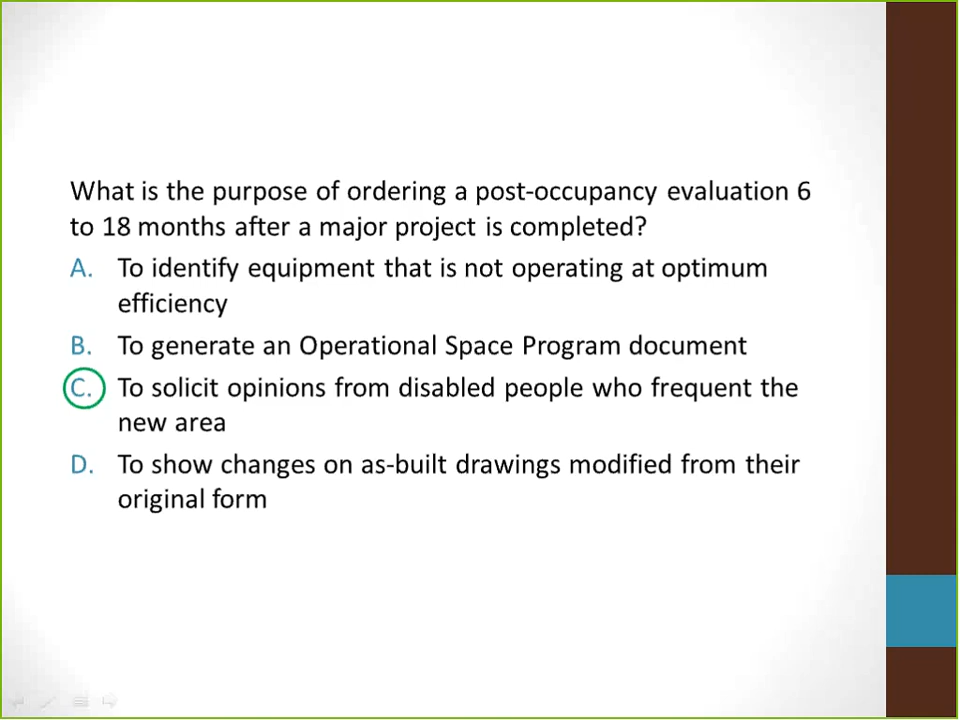 What is the purpose of ordering a post-occupancy evaluation 6
to 18 months after a major project is completed?
A. To identify equipment that is not operating at optimum
efficiency
B. To generate an Operational Space Program document
C. To solicit opinions from disabled people who frequent the
new area
D. To show changes on as-built drawings modified from their
original form